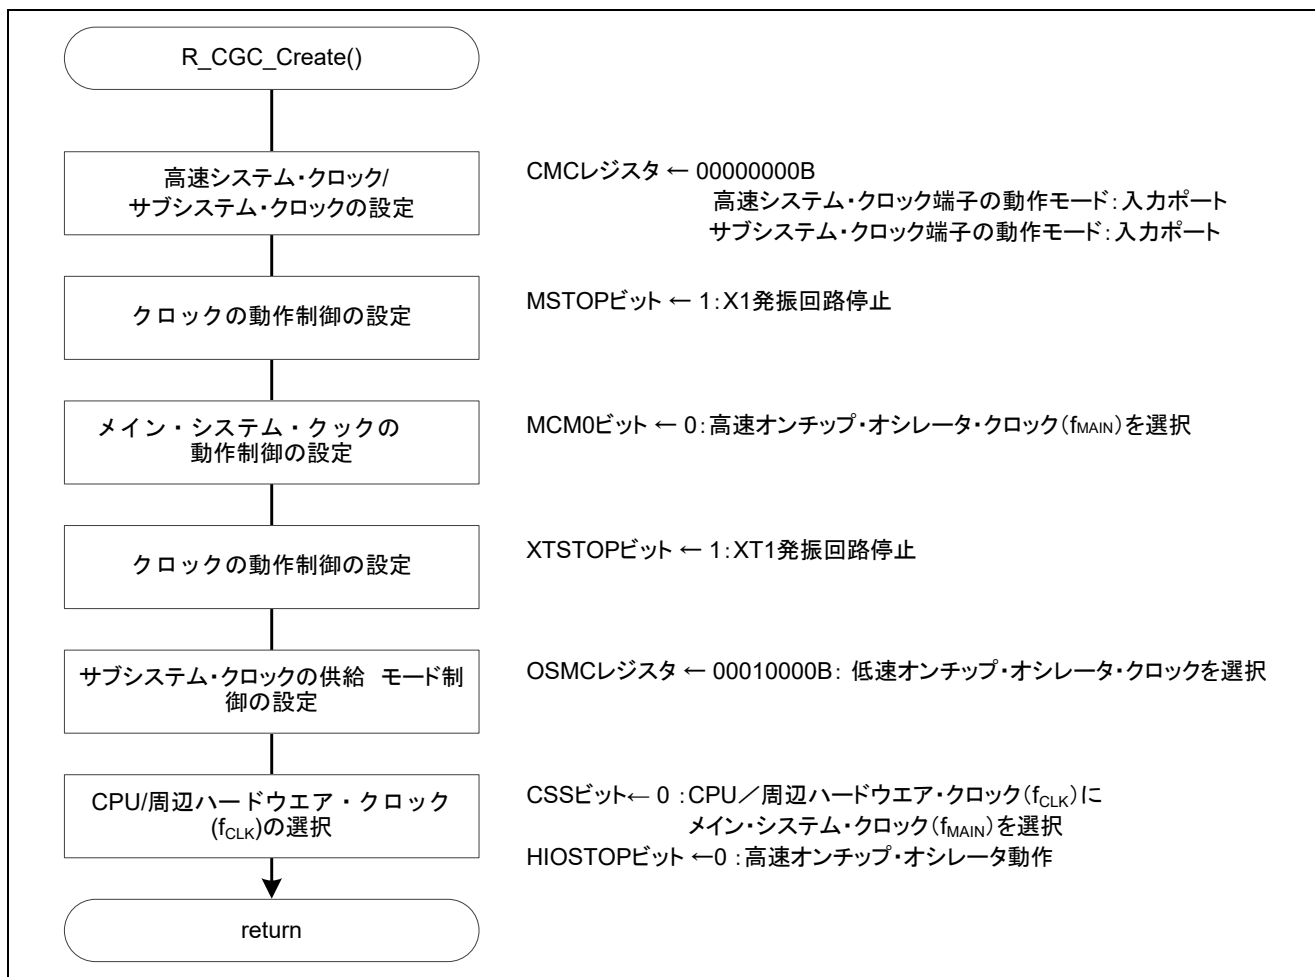 R_CGC_Create()
高速システム・クロック/
サブシステム・クロックの設定
CMCレジスタ ← 00000000B
高速システム・クロック端子の動作モード：入力ポート
サブシステム・クロック端子の動作モード：入力ポート
クロックの動作制御の設定
MSTOPビット ← 1：X1発振回路停止
メイン・システム・クックの
動作制御の設定
MCM0ビット ← 0：高速オンチップ・オシレータ・クロック（fMAIN）を選択
クロックの動作制御の設定
XTSTOPビット ← 1：XT1発振回路停止
サブシステム・クロックの供給　モード制
御の設定
OSMCレジスタ ← 00010000B： 低速オンチップ・オシレータ・クロックを選択
CPU/周辺ハードウエア・クロック
(fCLK)の選択
CSSビット← 0 ：CPU／周辺ハードウエア・クロック（fCLK）に
メイン・システム・クロック（fMAIN）を選択
HIOSTOPビット ←0 ：高速オンチップ・オシレータ動作
return